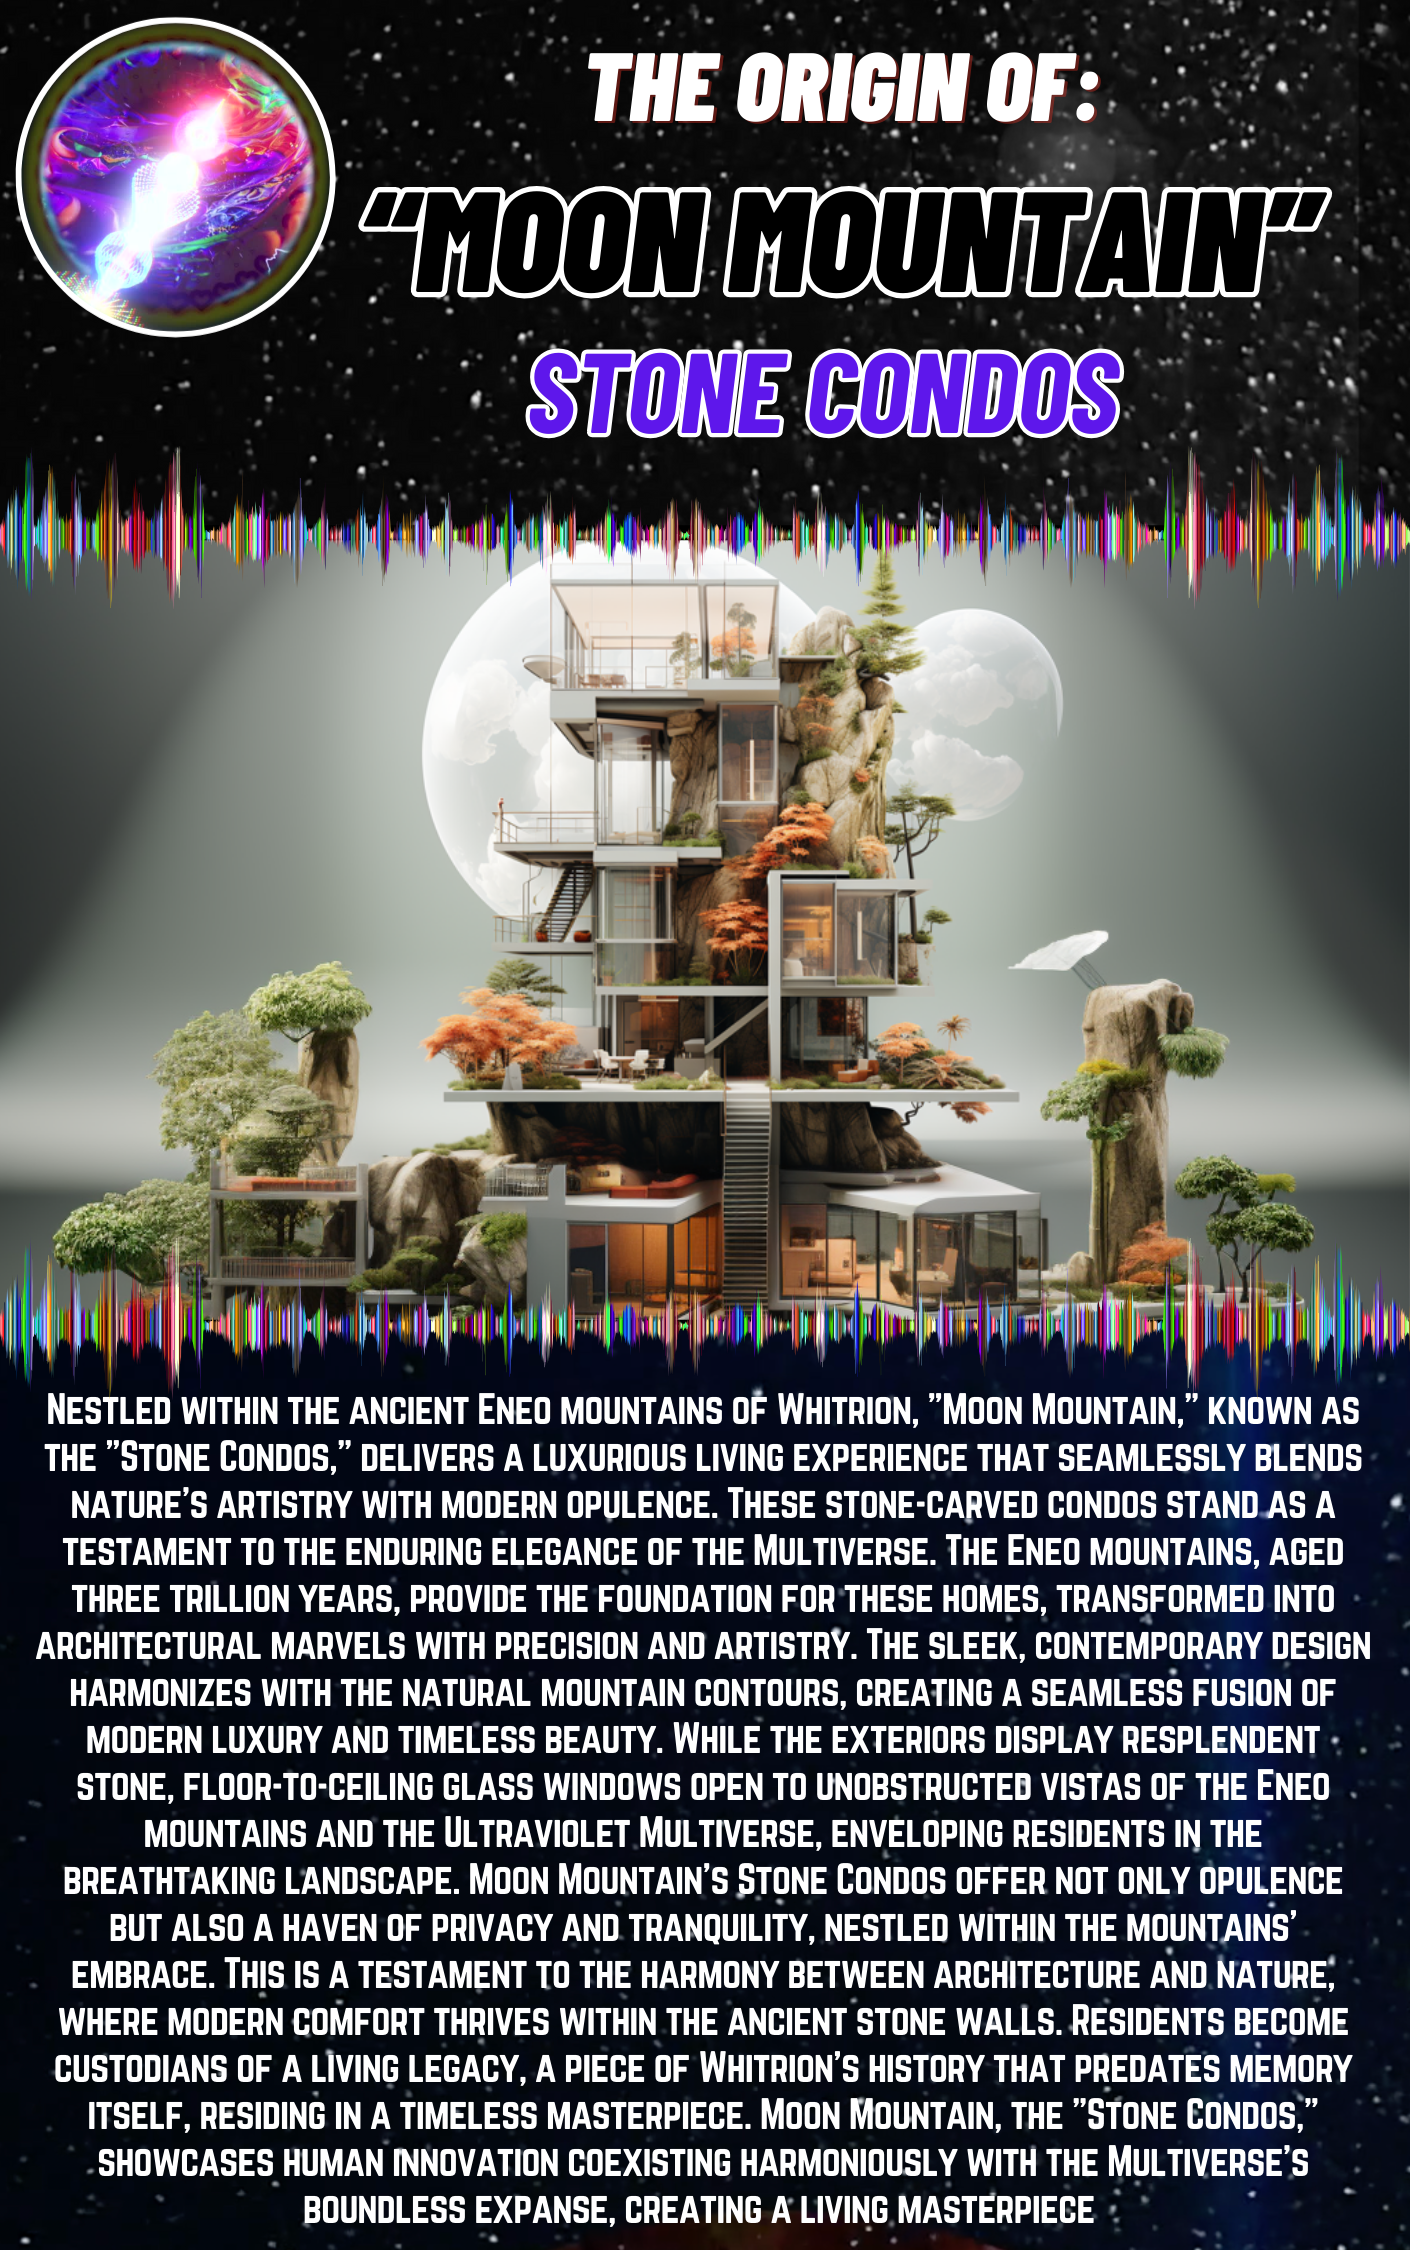 THE ORIGIN OF:
"MOON MOUNTAIN"
STONE CONDOS
Nestled within the ancient Eneo mountains of Whitrion, "Moon Mountain," known as
the "Stone Condos," delivers a luxurious living experience that seamlessly blends
nature's artistry with modern opulence. These stone-carved condos stand as a
testament to the enduring elegance of the Multiverse. The Eneo mountains, aged
three trillion years, provide the foundation for these homes, transformed into
architectural marvels with precision and artistry. The sleek, contemporary design
harmonizes with the natural mountain contours, creating a seamless fusion of
modern luxury and timeless beauty. While the exteriors display resplendent
stone, floor-to-ceiling glass windows open to unobstructed vistas of the Eneo
mountains and the Ultraviolet Multiverse, enveloping residents in the
breathtaking landscape. Moon Mountain's Stone Condos offer not only opulence
but also a haven of privacy and tranquility, nestled within the mountains'
embrace. This is a testament to the harmony between architecture and nature,
where modern comfort thrives within the ancient stone walls. Residents become
custodians of a living legacy, a piece of Whitrion's history that predates memory
itself, residing in a timeless masterpiece. Moon Mountain, the "Stone Condos,"
showcases human innovation coexisting harmoniously with the Multiverse's
boundless expanse, creating a living masterpiece